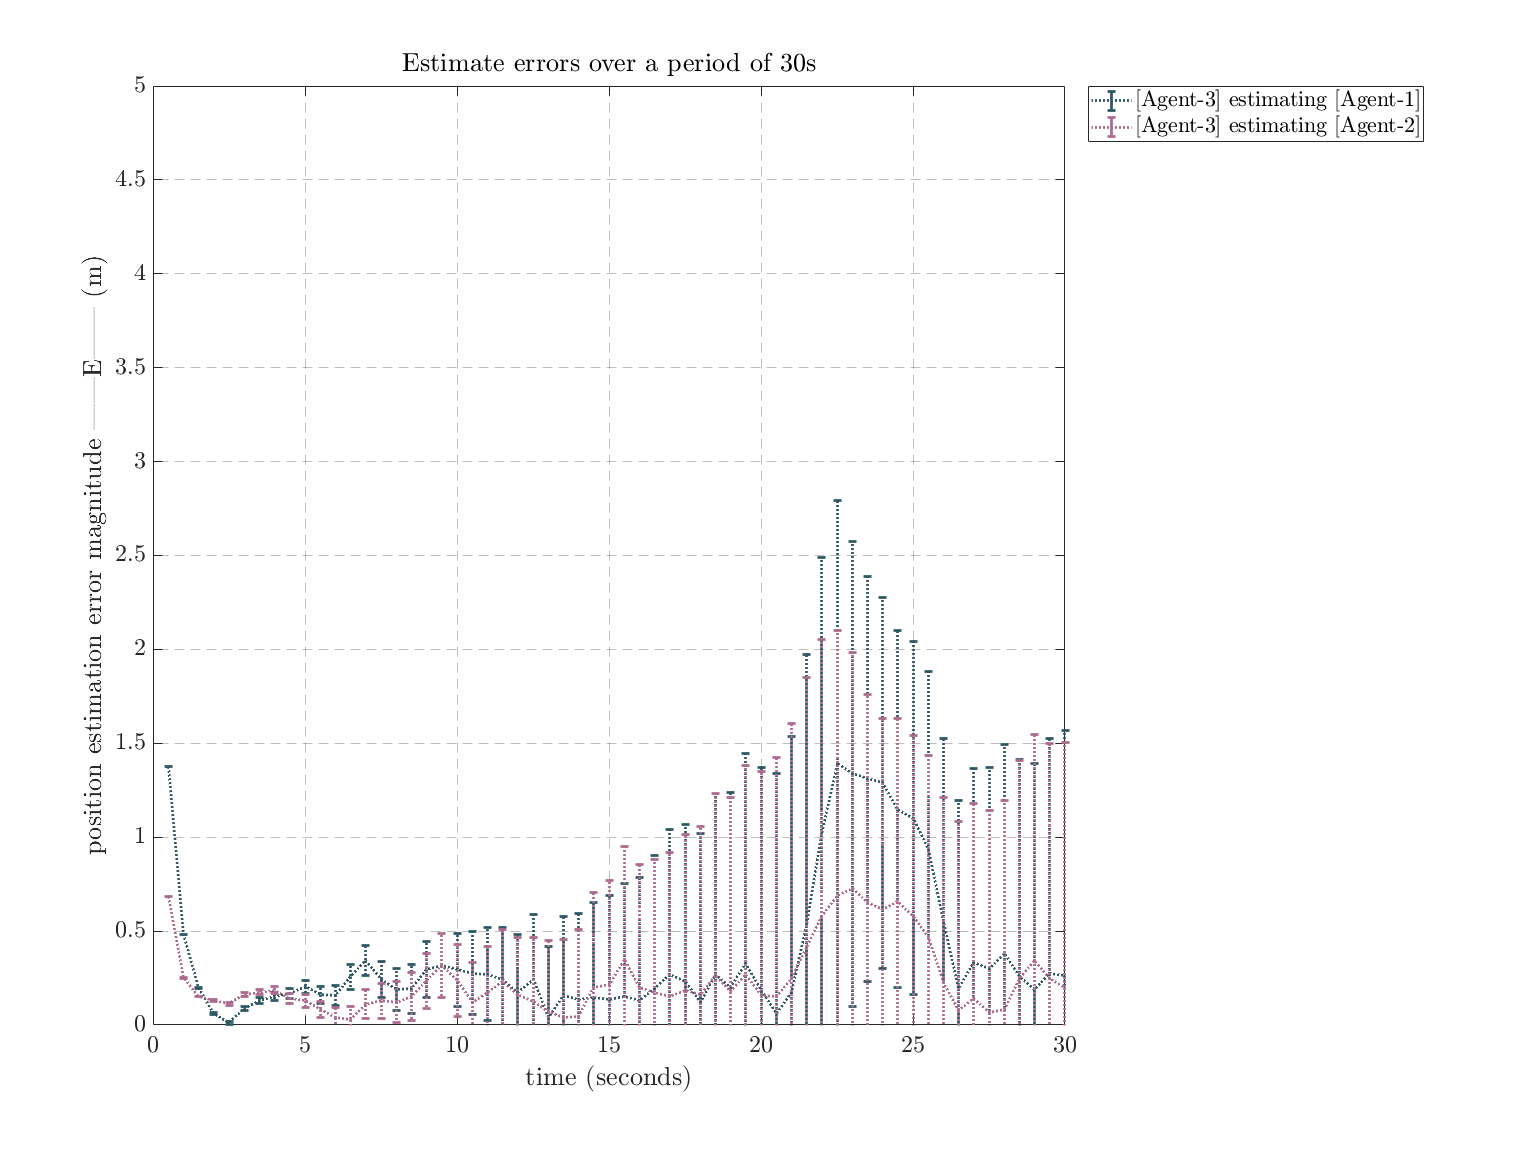 Estimate errors over a period of 30s
[Agent-3] estimating [Agent-1]
[Agent-3] estimating [Agent-2]
position estimation error magnitude ——E—— (m)
5
4.5
4
3.5
3
2.5
2
1.5
1
0.5
0
0 5 10 15 20 25 30
time (seconds)